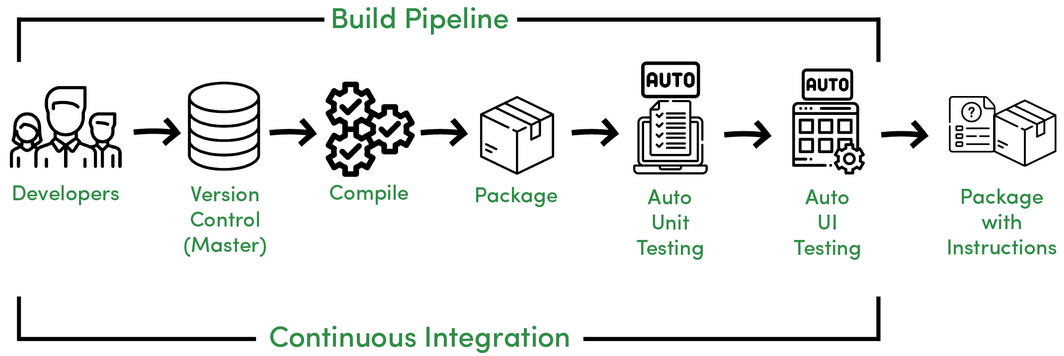 Build Pipeline
AUTO
AUTO
?
Developers
Version
Control
(Master)
Compile
Package
Auto
Unit
Testing
Auto
UI
Testing
Package
with
Instructions
Continuous Integration